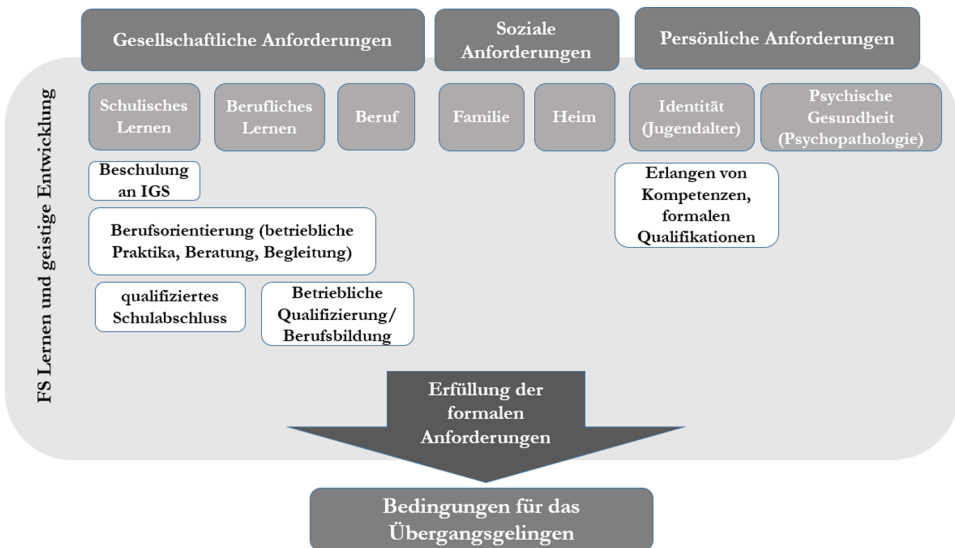 Gesellschaftliche Anforderungen
Soziale
Anforderungen
Persönliche Anforderungen
FS Lernen und geistige Entwicklung
Schulisches
Lernen
Berufliches
Lernen
Beruf
Familie
Heim
Identität
(Jugendalter)
Psychische
Gesundheit
(Psychopathologie)
Beschulung
an IGS
Erlangen von
Kompetenzen,
formalen
Qualifikationen
Berufsorientierung (betriebliche
Praktika, Beratung, Begleitung)
qualifiziertes
Schulabschluss
Betriebliche
Qualifizierung/
Berufsbildung
Erfüllung der
formalen
Anforderungen
Bedingungen für das
Übergangsgelingen